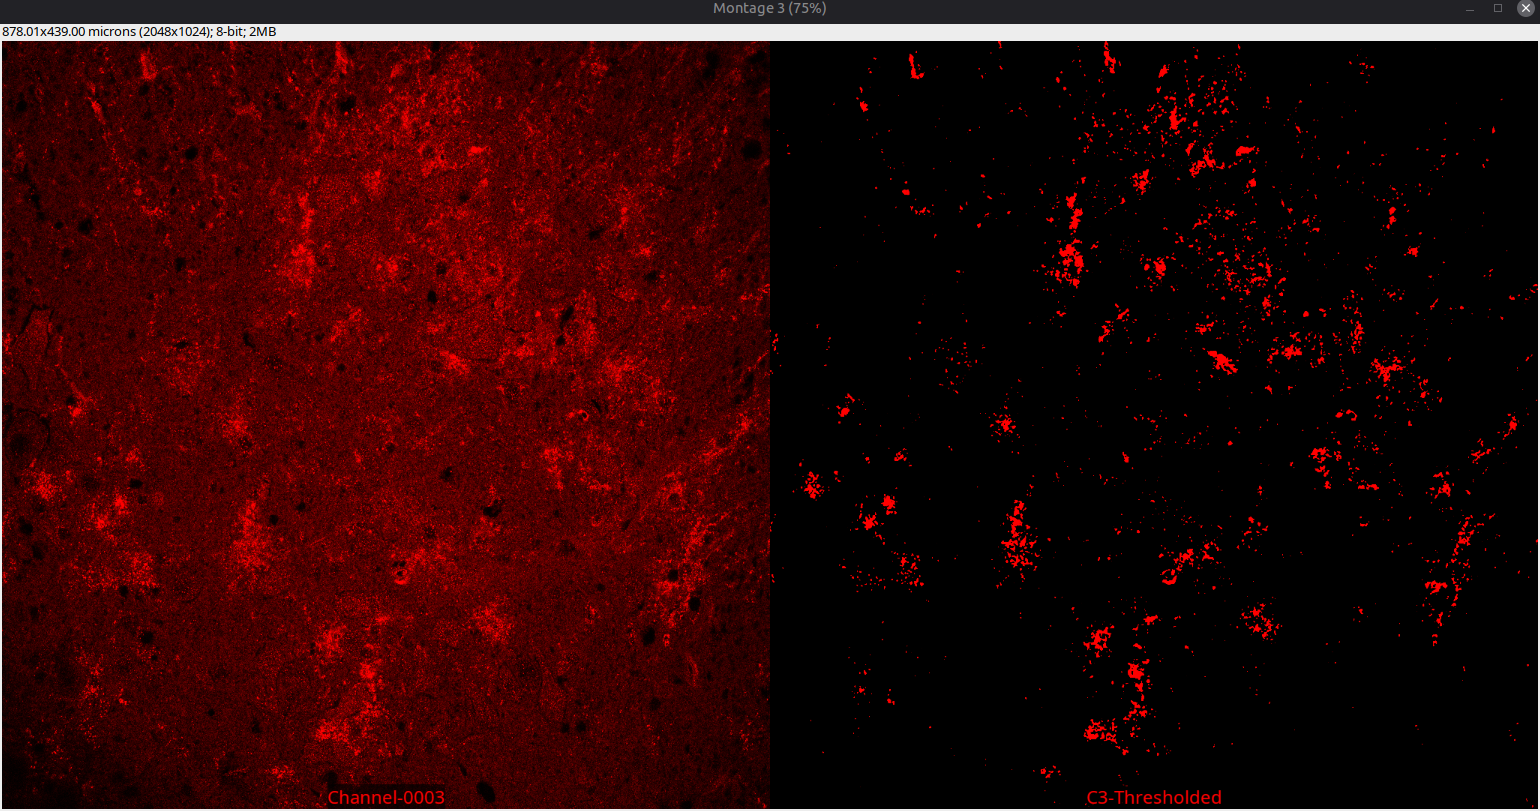 Montage 3 (75%)
878.01x439.00 microns (2048x1024); 8-bit; 2MB
Channel-0003
C3-Thresholded